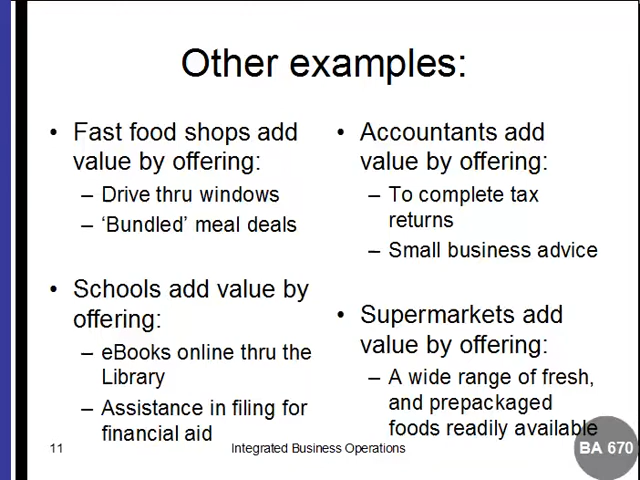 Other examples:
• Fast food shops add
value by offering:
– Drive thru windows
– ‘Bundled’ meal deals
• Schools add value by
offering:
– eBooks online thru the
Library
– Assistance in filing for
financial aid
• Accountants add
value by offering:
– To complete tax
returns
– Small business advice
• Supermarkets add
value by offering:
– A wide range of fresh,
and prepackaged
foods readily available
11
Integrated Business Operations
BA 670